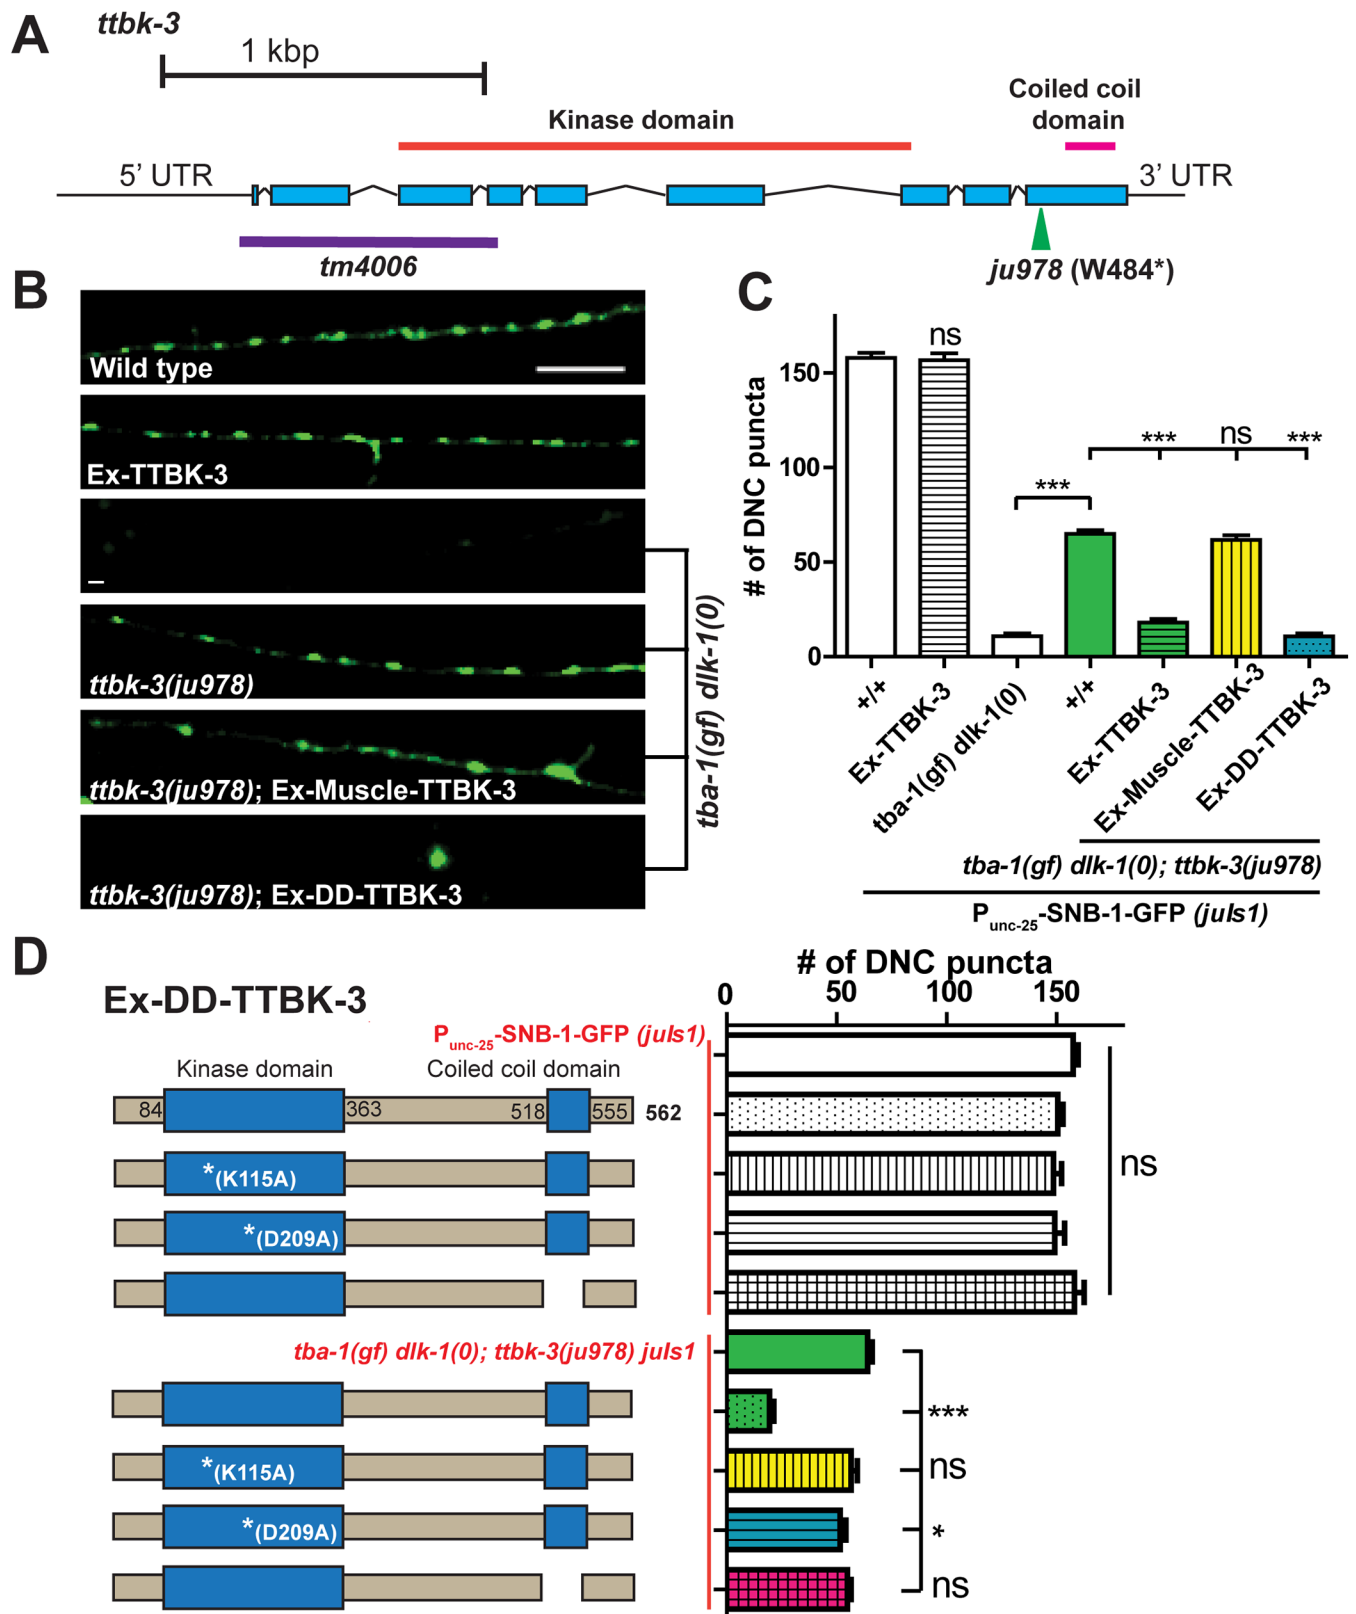 A
ttbk-3
1 kbp
Kinase domain
Coiled coil
domain
5’ UTR
3’ UTR
tm4006
ju978 (W484*)
B
Wild type
Ex-TTBK-3
ttbk-3(ju978)
ttbk-3(ju978); Ex-Muscle-TTBK-3
ttbk-3(ju978); Ex-DD-TTBK-3
tba-1(gf) dlk-1(0)
C
# of DNC puncta
150
100
50
0
ns
***
***
ns
***
+/+
Ex-TTBK-3
tba-1(gf) dlk-1(0)
+/+
Ex-TTBK-3
Ex-Muscle-TTBK-3
Ex-DD-TTBK-3
tba-1(gf) dlk-1(0); ttbk-3(ju978)
Punc-25-SNB-1-GFP (juIs1)
D
Ex-DD-TTBK-3
# of DNC puncta
0 50 100 150
Punc-25-SNB-1-GFP (juIs1)
Kinase domain
Coiled coil domain
84 363 518 555 562
*(K115A)
*(D209A)
ns
tba-1(gf) dlk-1(0); ttbk-3(ju978) juIs1
***
*(K115A)
ns
*(D209A)
*
ns